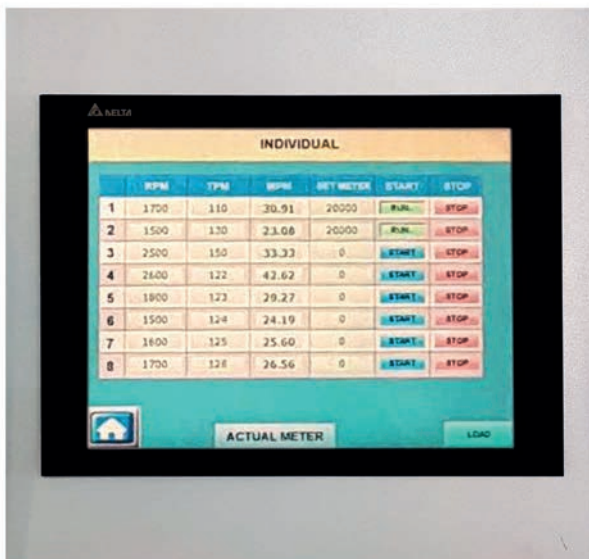 DELTA
INDIVIDUAL
RPM TPM MPM SET METER START STOP
1 1700 110 30.91 20000 RUN STOP
2 1500 130 23.08 20000 RUN STOP
3 2500 150 33.33 0 START STOP
4 2600 122 42.62 0 START STOP
5 1800 123 29.27 0 START STOP
6 1500 124 24.19 0 START STOP
7 1600 125 25.60 0 START STOP
8 1700 26.56 0 START STOP
ACTUAL METER LOAD